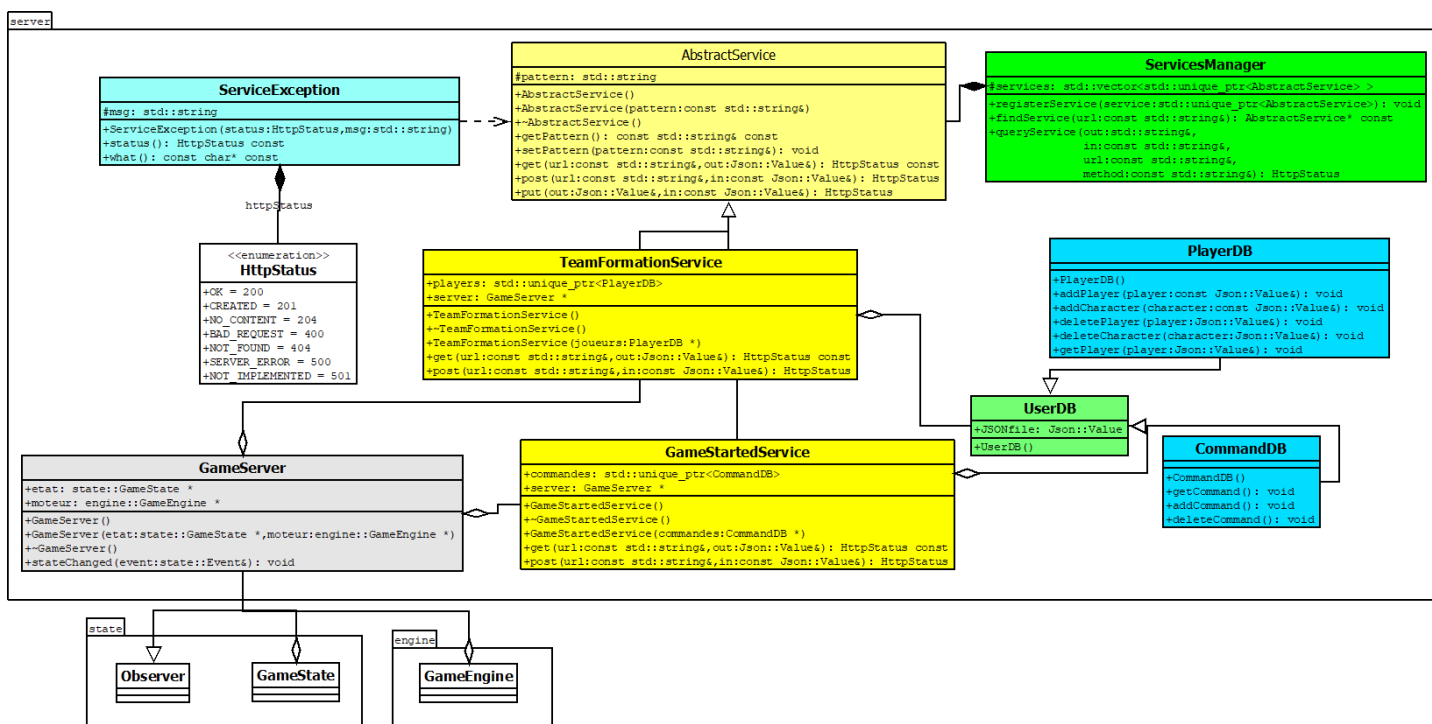 server
ServiceException
#msg: std::string
+ServiceException(status:HttpStatus,msg:std::string)
+status(): HttpStatus const
+what(): const char* const
AbstractService
#pattern: std::string
+AbstractService()
+AbstractService(pattern:const std::string&)
+~AbstractService()
+getPattern(): const std::string& const
+setPattern(pattern:const std::string&): void
+get(url:const std::string&,out:Json::Value&): HttpStatus const
+post(url:const std::string&,in:const Json::Value&): HttpStatus
+put(out:Json::Value&,in:const Json::Value&): HttpStatus
ServicesManager
#services: std::vector<std::unique_ptr<AbstractService> >
+registerService(service:std::unique_ptr<AbstractService>): void
+findService(url:const std::string&): AbstractService* const
+queryService(out:std::string&,
in:const std::string&,
url:const std::string&,
method:const std::string&): HttpStatus
httpStatus
<<enumeration>>
HttpStatus
+OK = 200
+CREATED = 201
+NO_CONTENT = 204
+BAD_REQUEST = 400
+NOT_FOUND = 404
+SERVER_ERROR = 500
+NOT_IMPLEMENTED = 501
TeamFormationService
+players: std::unique_ptr<PlayerDB>
+server: GameServer *
+TeamFormationService()
+~TeamFormationService()
+TeamFormationService(joueurs:PlayerDB *)
+get(url:const std::string&,out:Json::Value&): HttpStatus const
+post(url:const std::string&,in:const Json::Value&): HttpStatus
PlayerDB
+PlayerDB()
+addPlayer(player:const Json::Value&): void
+addCharacter(character:const Json::Value&): void
+deletePlayer(player:Json::Value&): void
+deleteCharacter(character:Json::Value&): void
+getPlayer(player:Json::Value&): void
UserDB
+JSONfile: Json::Value
+UserDB()
GameServer
+etat: state::GameState *
+moteur: engine::GameEngine *
+GameServer()
+GameServer(etat:state::GameState *,moteur:engine::GameEngine *)
+~GameServer()
+stateChanged(event:state::Event&): void
GameStartedService
+commandes: std::unique_ptr<CommandDB>
+server: GameServer *
+GameStartedService()
+~GameStartedService()
+GameStartedService(commandes:CommandDB *)
+get(url:const std::string&,out:Json::Value&): HttpStatus const
+post(url:const std::string&,in:const Json::Value&): HttpStatus
CommandDB
+CommandDB()
+getCommand(): void
+addCommand(): void
+deleteCommand(): void
state
Observer
GameState
engine
GameEngine